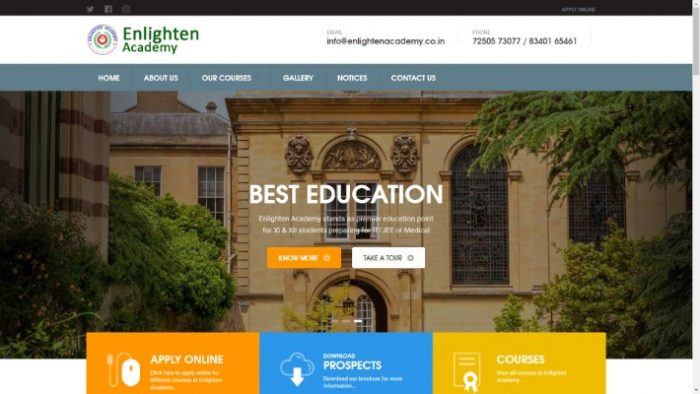 APPLY ONLINE
Enlighten
Academy
EMAIL
info@enlightenacademy.co.in
PHONE
72505 73077 / 83401 65461
HOME
ABOUT US
OUR COURSES
GALLERY
NOTICES
CONTACT US
BEST EDUCATION
Enlighten Academy stands as premier education point
for XI & XII students preparing for IT/JEE or Medical
KNOW MORE
TAKE A TOUR
APPLY ONLINE
Click here to apply online for
different courses at Enlighten
Academy...
DOWNLOAD
PROSPECTS
Download our brochure for more
information...
COURSES
View all courses at Enlighten
Academy...